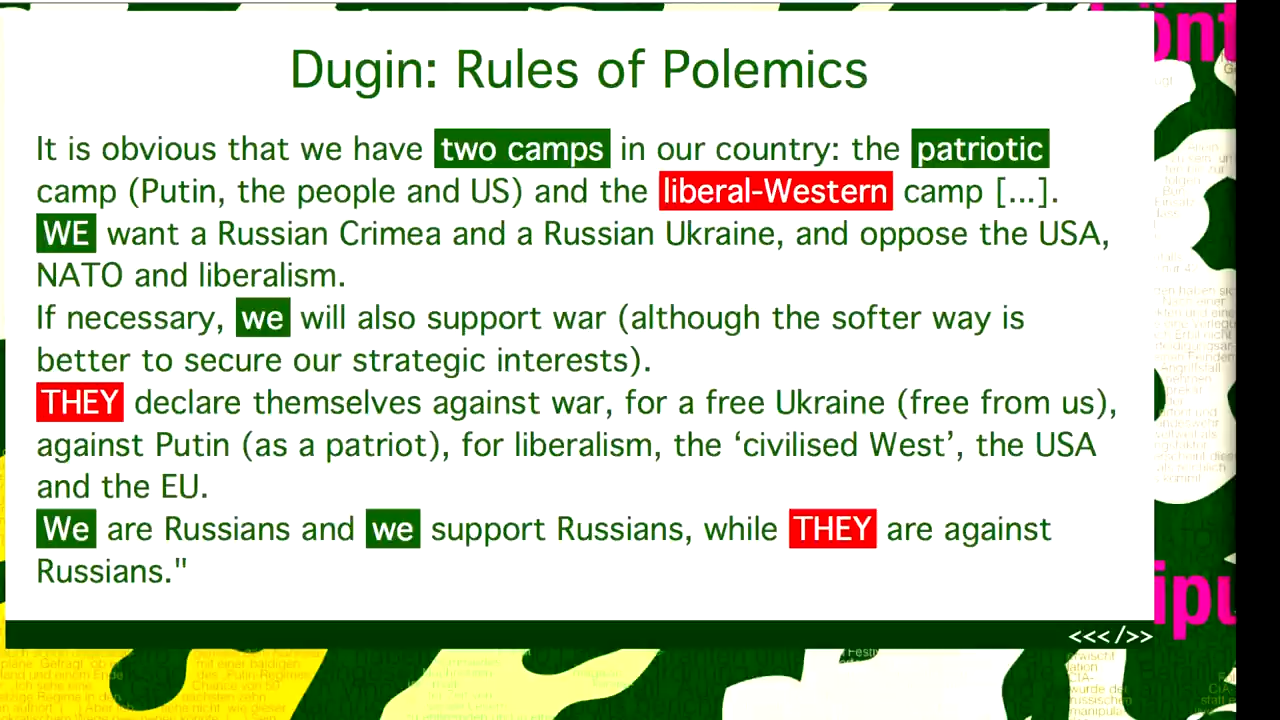 Dugin: Rules of Polemics
It is obvious that we have two camps in our country: the patriotic
camp (Putin, the people and US) and the liberal-Western camp [...].
WE want a Russian Crimea and a Russian Ukraine, and oppose the USA,
NATO and liberalism.
If necessary, we will also support war (although the softer way is
better to secure our strategic interests).
THEY declare themselves against war, for a free Ukraine (free from us),
against Putin (as a patriot), for liberalism, the ‘civilised West’, the USA
and the EU.
We are Russians and we support Russians, while THEY are against
Russians."
<<< />>
ont
ipu